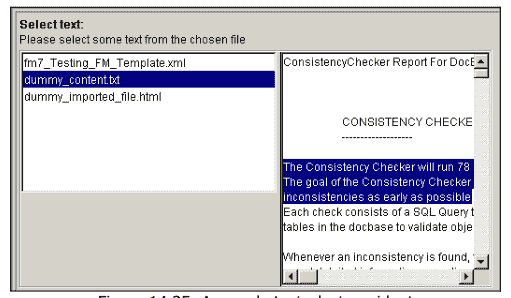 Select text:
Please select some text from the chosen file
fm7_Testing_FM_Template.xml
dummy_content.txt
dummy_imported_file.html
ConsistencyChecker Report For DocE
CONSISTENCY CHECKE
------------------
The Consistency Checker will run 78
The goal of the Consistency Checker
Inconsistencies as early as possible
Each check consists of a SQL Query t
tables in the docbase to validate obje
Whenever an inconsistency is found,